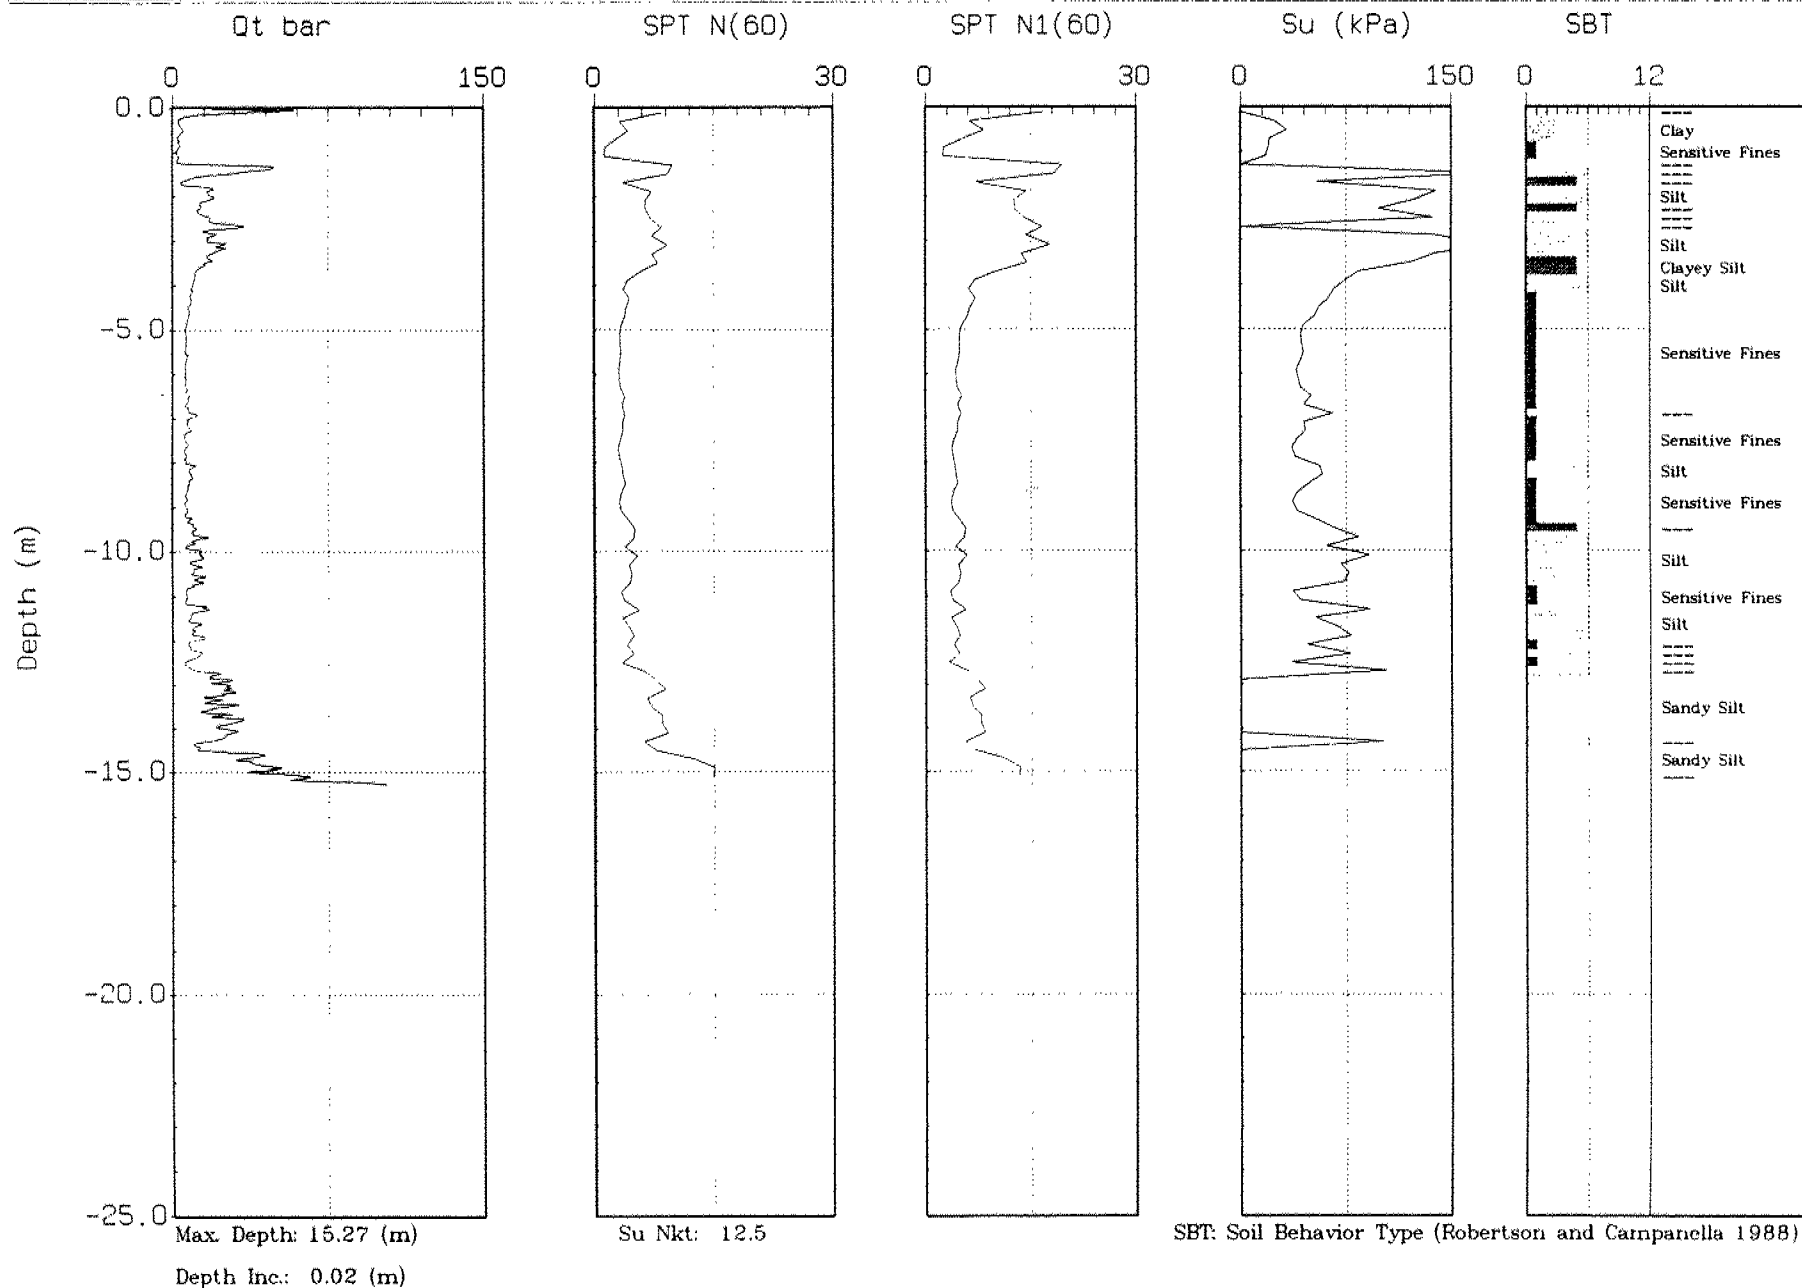 Qt bar SPT N(60) SPT N1(60) Su (kPa) SBT
0 150 0 30 0 30 0 150 0 12
0.0
---
Clay
Sensitive Fines
---
---
---
Silt
---
---
---
Silt
Clayey Silt
Silt
-5.0
Sensitive Fines
---
Sensitive Fines
Silt
Sensitive Fines
---
-10.0
Silt
Sensitive Fines
Silt
---
---
---
---
Sandy Silt
---
Sandy Silt
-15.0
---
-20.0
-25.0
Depth (m)
Max. Depth: 15.27 (m) Su Nkt: 12.5 SBT: Soil Behavior Type (Robertson and Campanella 1988)
Depth Inc.: 0.02 (m)